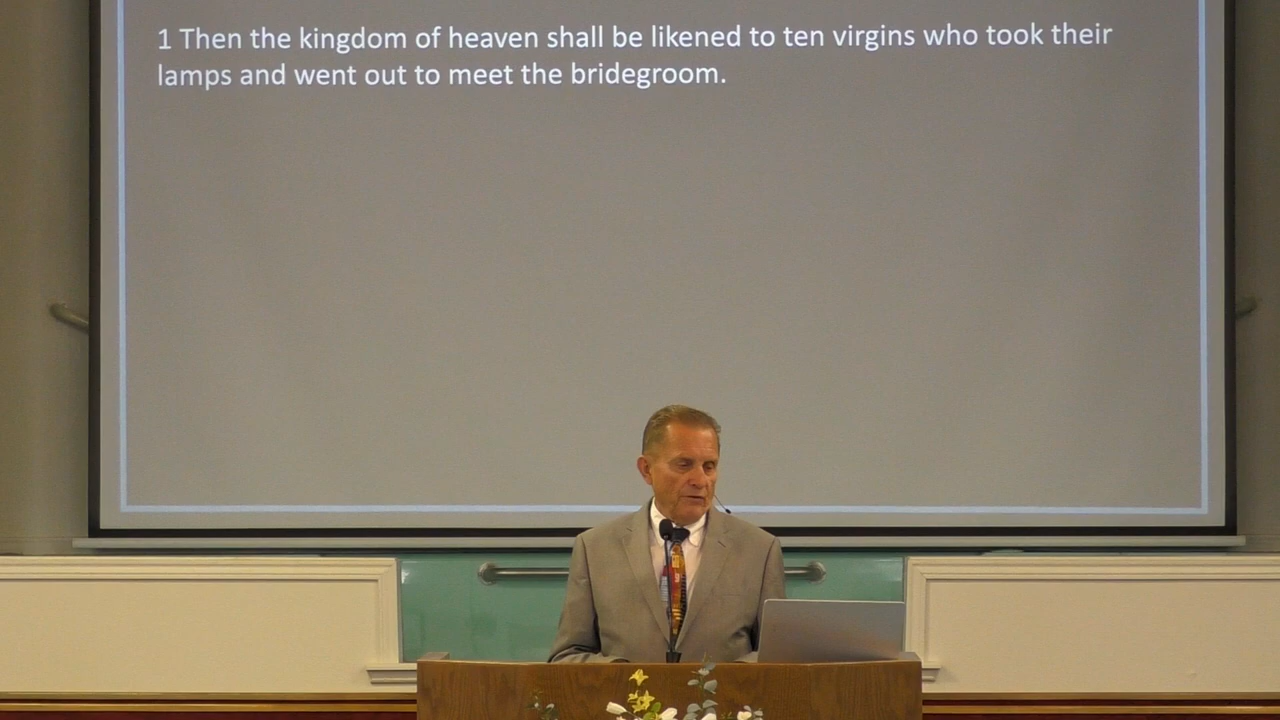 1 Then the kingdom of heaven shall be likened to ten virgins who took their
lamps and went out to meet the bridegroom.